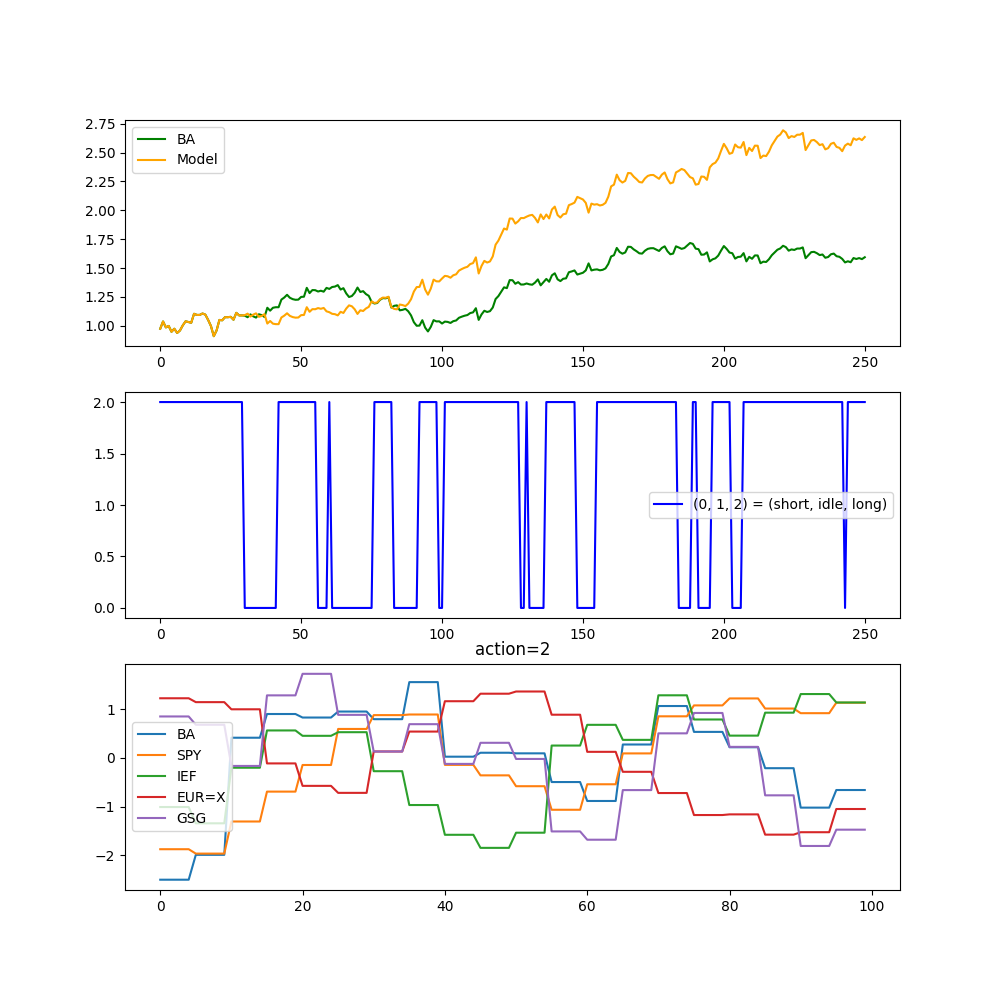 BA
Model
2.75
2.50
2.25
2.00
1.75
1.50
1.25
1.00
0 50 100 150 200 250
2.0
1.5
1.0
0.5
0.0
(0, 1, 2) = (short, idle, long)
0 50 100 150 200 250
action=2
1
0
−1
−2
BA
SPY
IEF
EUR=X
GSG
0 20 40 60 80 100